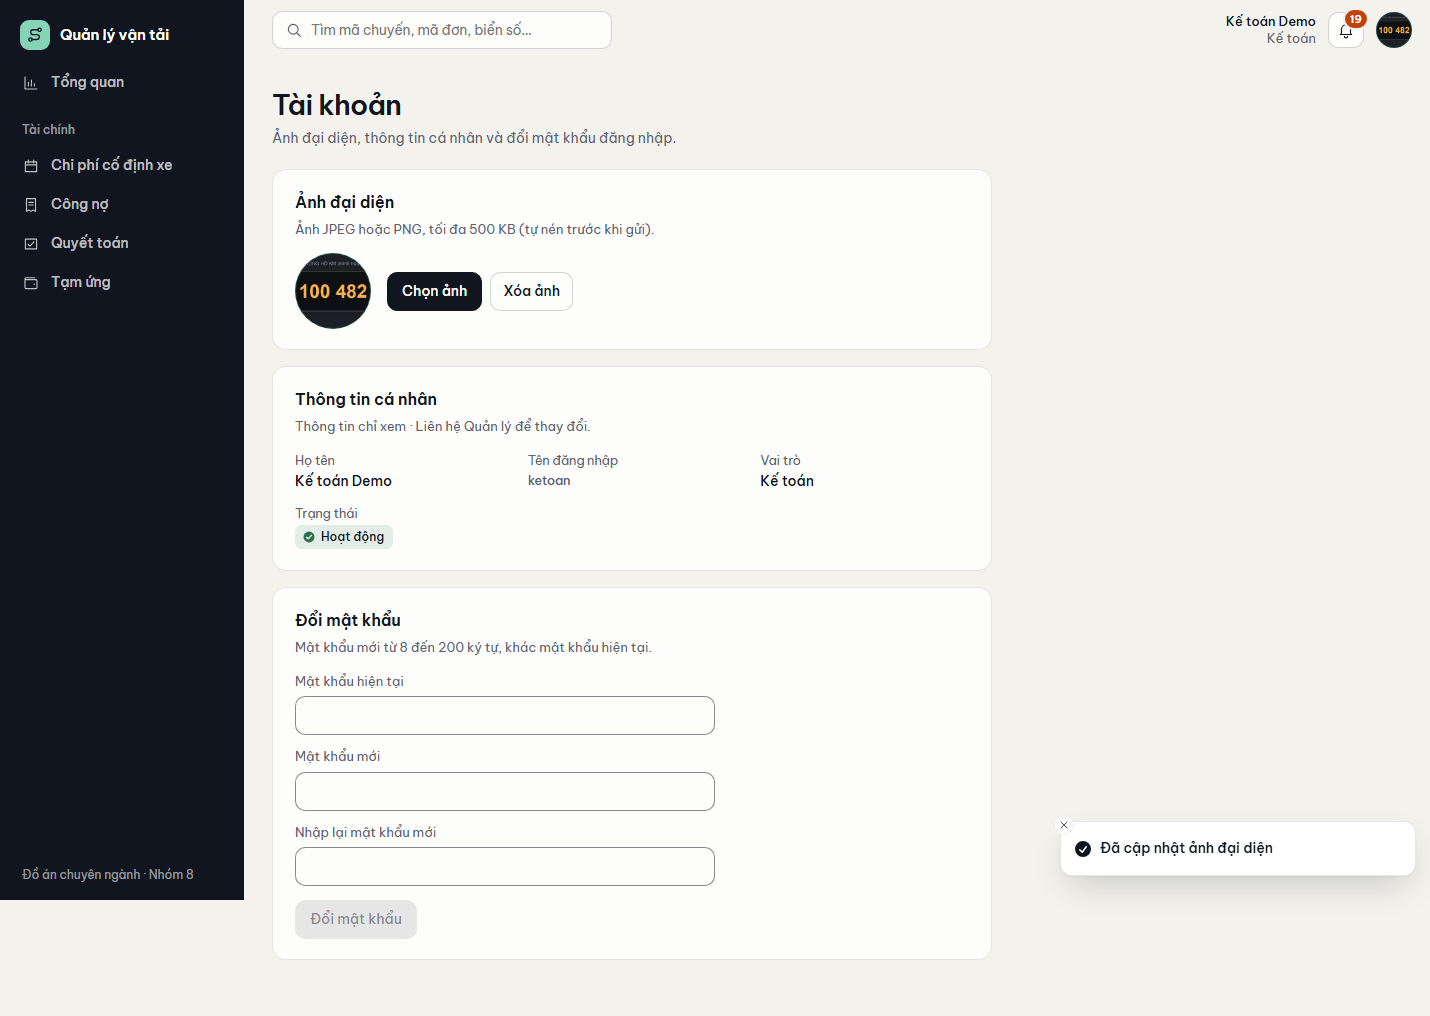 Quản lý vận tải
Tổng quan
Tài chính
Chi phí cố định xe
Công nợ
Quyết toán
Tạm ứng
Đồ án chuyên ngành · Nhóm 8
Tìm mã chuyến, mã đơn, biển số...
Kế toán Demo
Kế toán
19
100 482
Tài khoản
Ảnh đại diện, thông tin cá nhân và đổi mật khẩu đăng nhập.
Ảnh đại diện
Ảnh JPEG hoặc PNG, tối đa 500 KB (tự nén trước khi gửi).
100 482
Chọn ảnh
Xóa ảnh
Thông tin cá nhân
Thông tin chỉ xem · Liên hệ Quản lý để thay đổi.
Họ tên
Kế toán Demo
Tên đăng nhập
ketoan
Vai trò
Kế toán
Trạng thái
Hoạt động
Đổi mật khẩu
Mật khẩu mới từ 8 đến 200 ký tự, khác mật khẩu hiện tại.
Mật khẩu hiện tại
Mật khẩu mới
Nhập lại mật khẩu mới
Đổi mật khẩu
Đã cập nhật ảnh đại diện